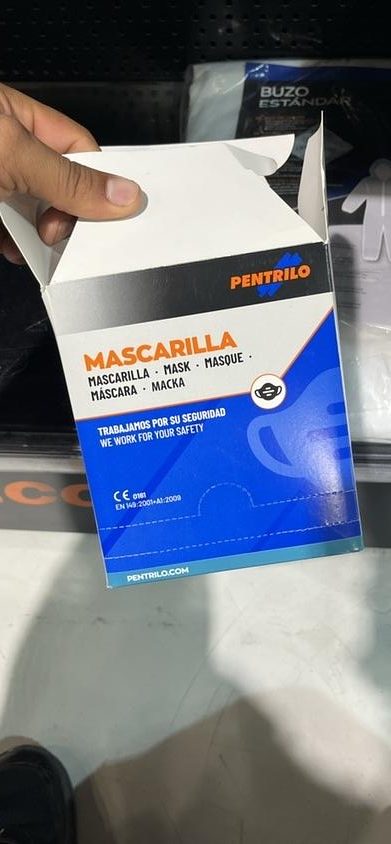 BUZO
ESTÁNDAR
PENTRILO
MASCARILLA
MASCARILLA · MASK · MASQUE ·
MÁSCARA · МАСКА
TRABAJAMOS POR SU SEGURIDAD
WE WORK FOR YOUR SAFETY
CE 0161
EN 149:2001+A1:2009
PENTRILO.COM